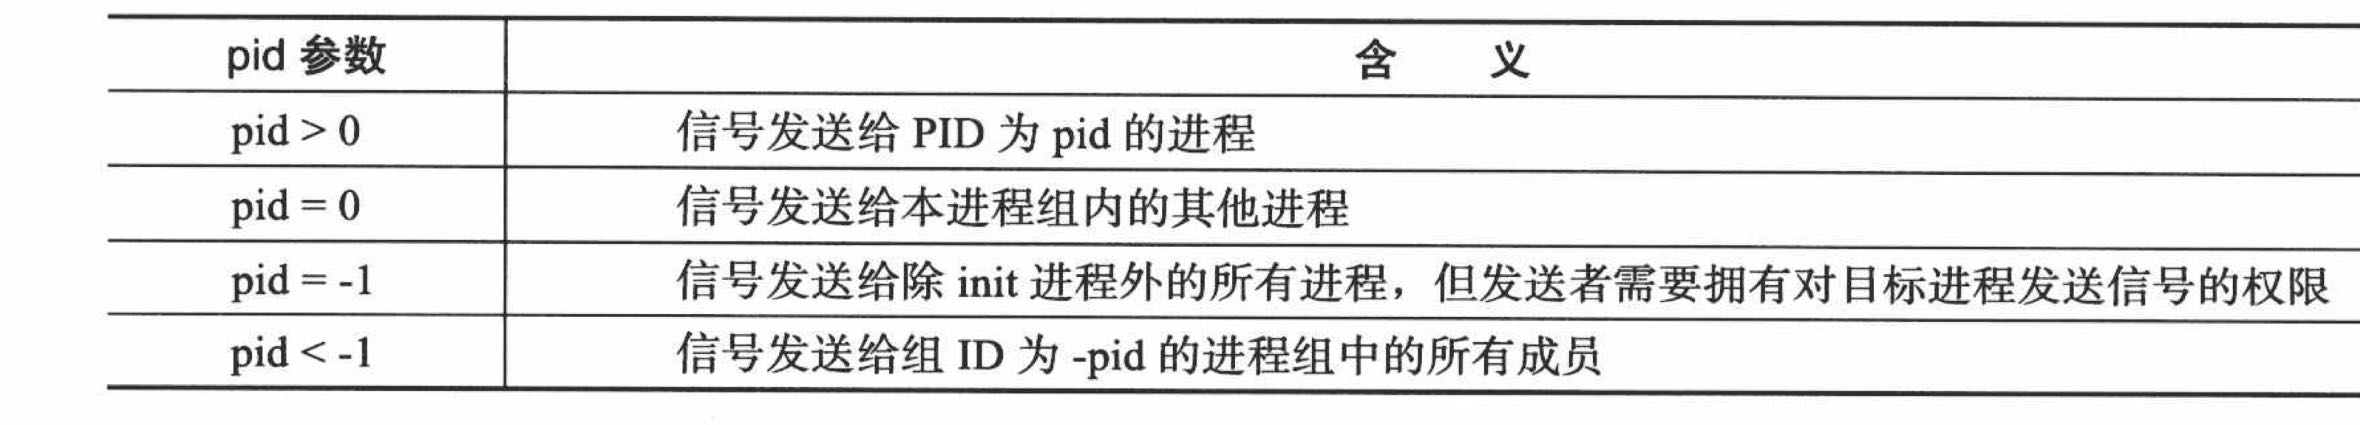 pid 参数 含 义
pid > 0 信号发送给 PID 为 pid 的进程
pid = 0 信号发送给本进程组内的其他进程
pid = -1 信号发送给除 init 进程外的所有进程，但发送者需要拥有对目标进程发送信号的权限
pid < -1 信号发送给组 ID 为 -pid 的进程组中的所有成员